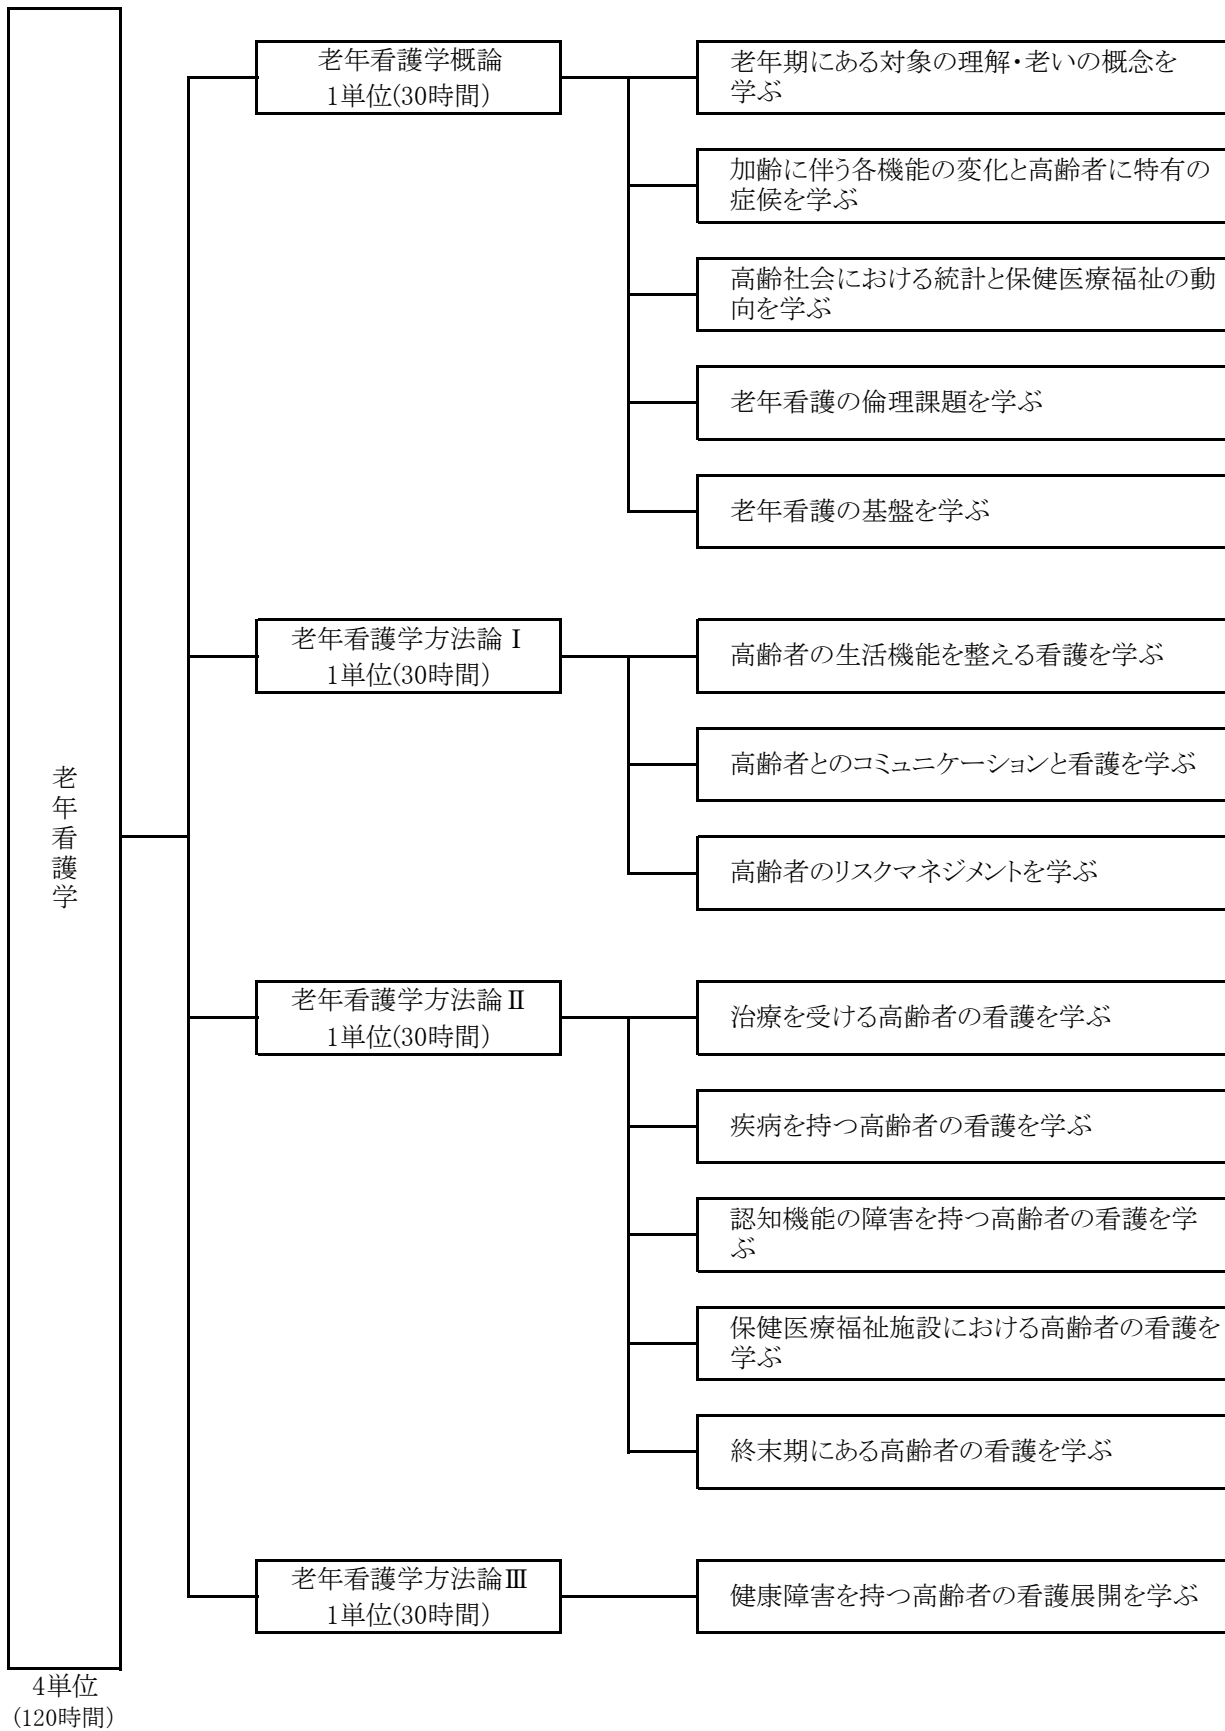 老年看護学
4単位
(120時間)
老年看護学概論
1単位(30時間)
老年期にある対象の理解・老いの概念を
学ぶ
加齢に伴う各機能の変化と高齢者に特有の
症候を学ぶ
高齢社会における統計と保健医療福祉の動
向を学ぶ
老年看護の倫理課題を学ぶ
老年看護の基盤を学ぶ
老年看護学方法論Ⅰ
1単位(30時間)
高齢者の生活機能を整える看護を学ぶ
高齢者とのコミュニケーションと看護を学ぶ
高齢者のリスクマネジメントを学ぶ
老年看護学方法論Ⅱ
1単位(30時間)
治療を受ける高齢者の看護を学ぶ
疾病を持つ高齢者の看護を学ぶ
認知機能の障害を持つ高齢者の看護を学
ぶ
保健医療福祉施設における高齢者の看護を
学ぶ
終末期にある高齢者の看護を学ぶ
老年看護学方法論Ⅲ
1単位(30時間)
健康障害を持つ高齢者の看護展開を学ぶ